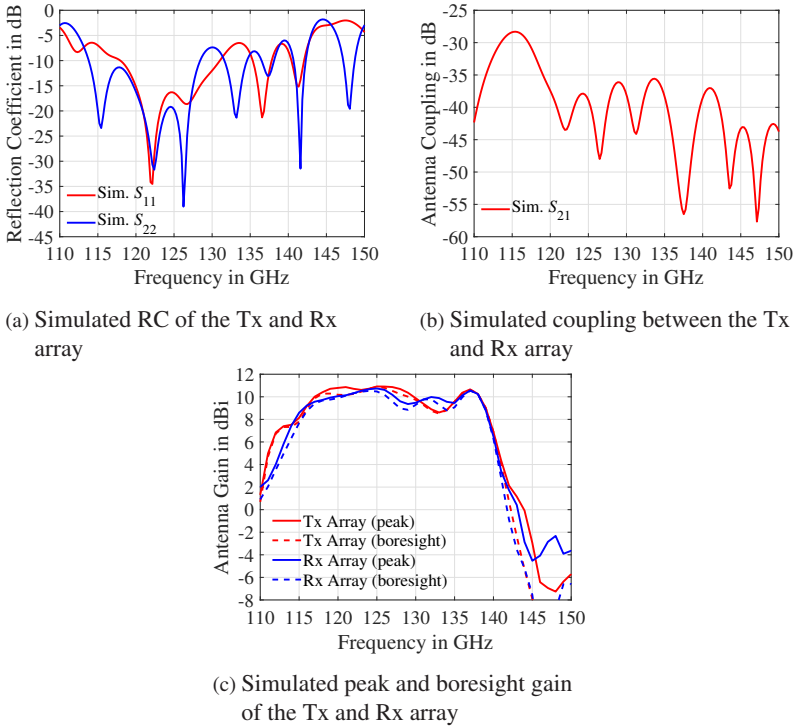 0
-5
-10
-15
-20
-25
-30
-35
-40
-45
Reflection Coefficient in dB
Sim. S11
Sim. S22
110 115 120 125 130 135 140 145 150
Frequency in GHz
(a) Simulated RC of the Tx and Rx
array
-25
-30
-35
-40
-45
-50
-55
-60
Antenna Coupling in dB
Sim. S21
110 115 120 125 130 135 140 145 150
Frequency in GHz
(b) Simulated coupling between the Tx
and Rx array
12
10
8
6
4
2
0
-2
-4
-6
-8
Antenna Gain in dBi
Tx Array (peak)
Tx Array (boresight)
Rx Array (peak)
Rx Array (boresight)
110 115 120 125 130 135 140 145 150
Frequency in GHz
(c) Simulated peak and boresight gain
of the Tx and Rx array